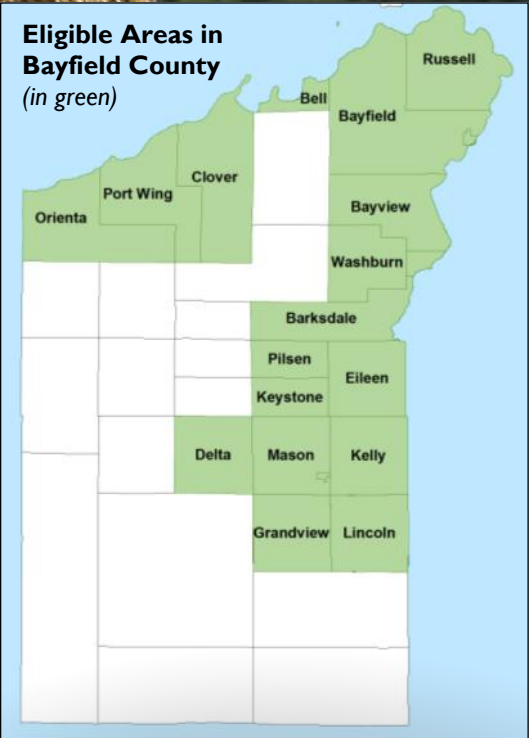 Eligible Areas in
Bayfield County
(in green)
Russell
Bell
Bayfield
Clover
Port Wing
Bayview
Orienta
Washburn
Barksdale
Pilsen
Eileen
Keystone
Delta
Mason
Kelly
Grandview
Lincoln